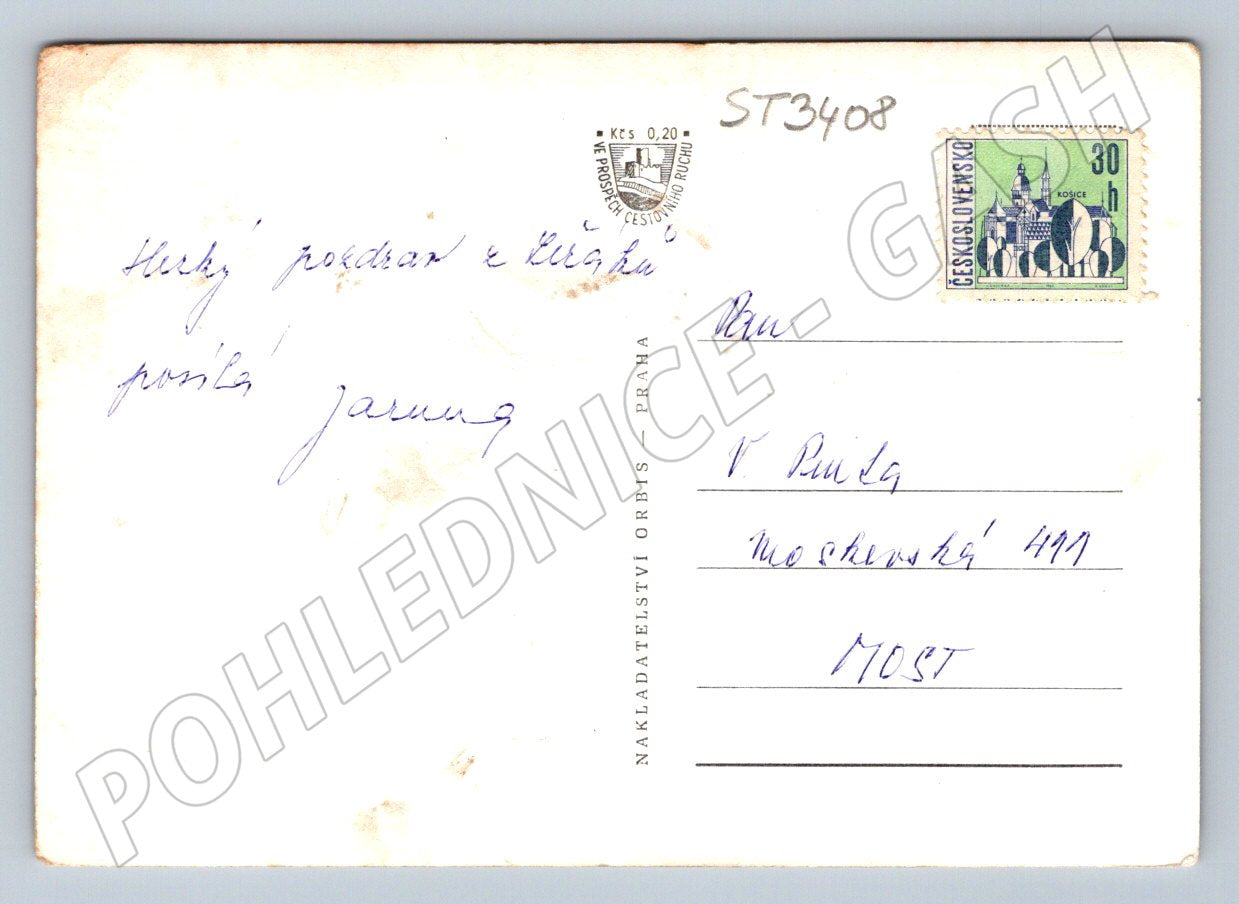 ST3408
Kčs 0,20
VE PROSPĚCH CESTOVNÍHO RUCHU
ČESKOSLOVENSKO
30
h
KOŠICE
Hezký pozdrav z
posílá
Jarmila
Pan
V.
Moskevská 411
MOST
NAKLADATELSTVÍ ORBIS — PRAHA
POHLEDNICE - GASH